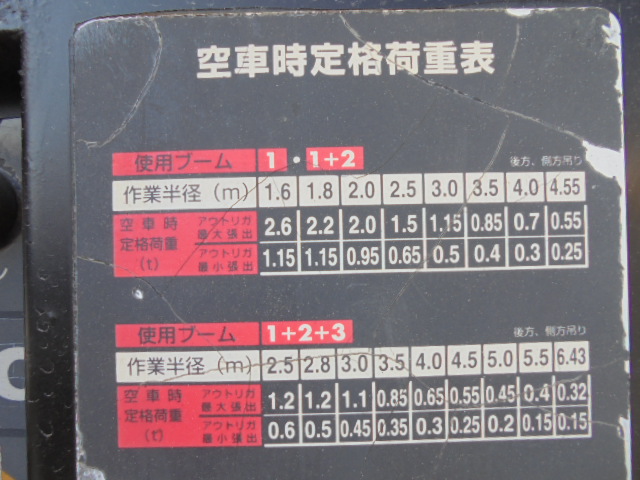 空車時定格荷重表
使用ブーム 1・1+2 後方、側方吊り
作業半径(m) 1.6 1.8 2.0 2.5 3.0 3.5 4.0 4.55
空車時定格荷重(t) アウトリガ最大張出 2.6 2.2 2.0 1.5 1.15 0.85 0.7 0.55
アウトリガ最小張出 1.15 1.15 0.95 0.65 0.5 0.4 0.3 0.25
使用ブーム 1+2+3 後方、側方吊り
作業半径(m) 2.5 2.8 3.0 3.5 4.0 4.5 5.0 5.5 6.43
空車時定格荷重(t) アウトリガ最大張出 1.2 1.2 1.1 0.85 0.65 0.55 0.45 0.4 0.32
アウトリガ最小張出 0.6 0.5 0.45 0.35 0.3 0.25 0.2 0.15 0.15